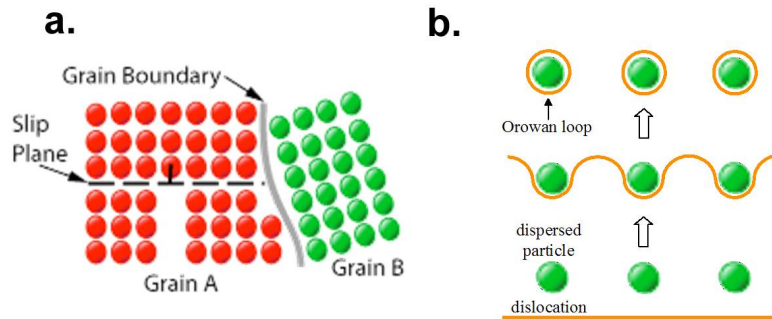 a.
Grain Boundary
Slip
Plane
Grain A
Grain B
b.
Orowan loop
dispersed
particle
dislocation